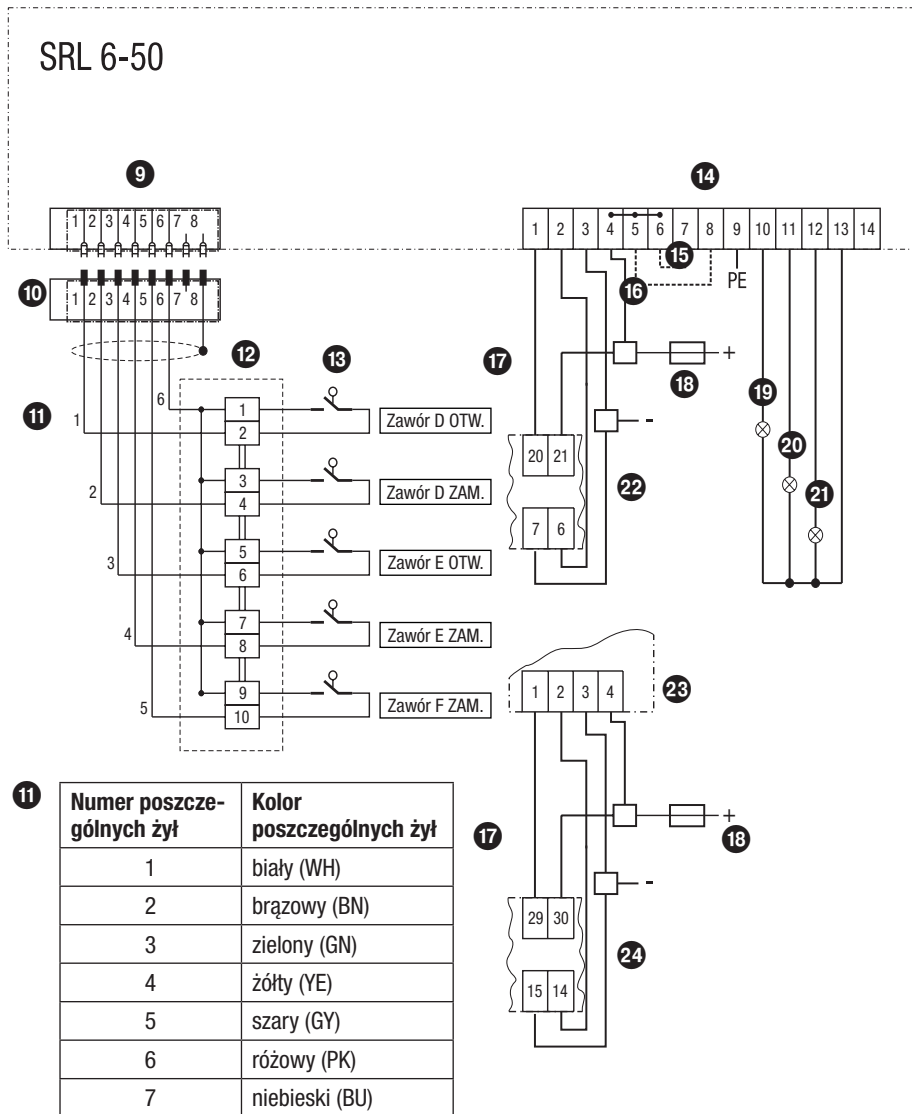 SRL 6-50
9
14
1 2 3 4 5 6 7 8
1 2 3 4 5 6 7 8 9 10 11 12 13 14
15
16
PE
10
1 2 3 4 5 6 7 8
12
13
17
18
+
19
11
1
6
1
2
Zawór D OTW.
-
20
2
3
4
Zawór D ZAM.
20 21
22
21
3
5
6
Zawór E OTW.
7 6
4
7
8
Zawór E ZAM.
5
9
10
Zawór F ZAM.
1 2 3 4
23
11
Numer poszcze-
gólnych żył
Kolor
poszczególnych żył
1 biały (WH)
2 brązowy (BN)
3 zielony (GN)
4 żółty (YE)
5 szary (GY)
6 różowy (PK)
7 niebieski (BU)
17
+
18
-
29 30
24
15 14